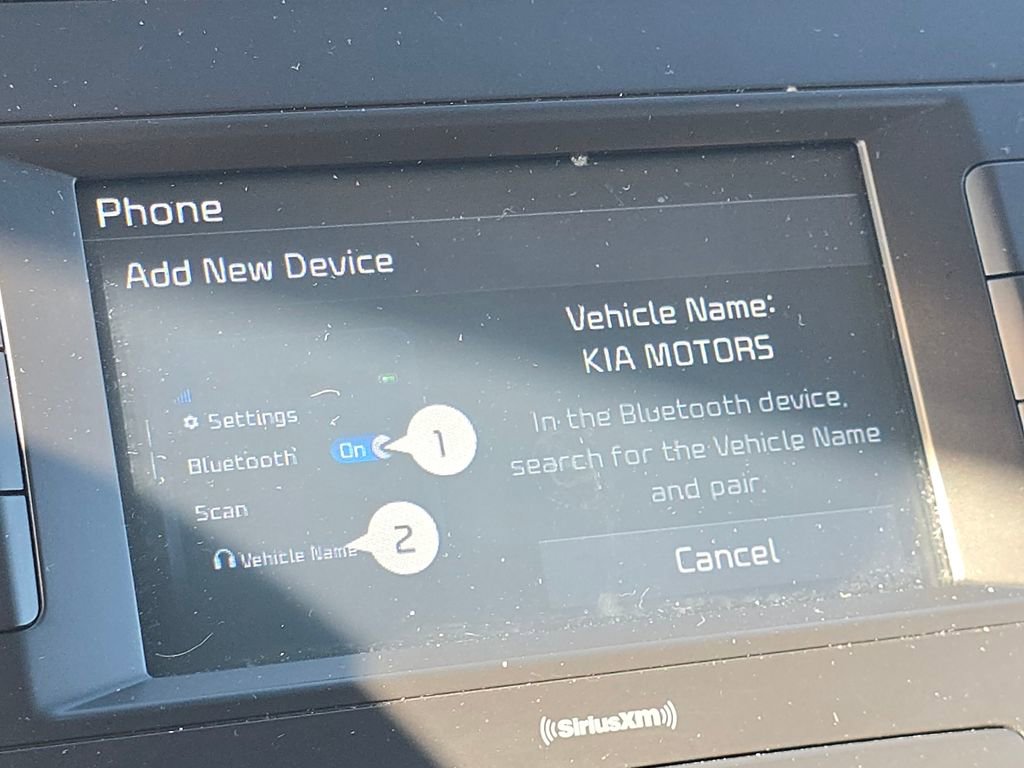 Phone
Add New Device
Vehicle Name:
KIA MOTORS
In the Bluetooth device,
search for the Vehicle Name
and pair.
Cancel
Settings
Bluetooth On 1
Scan
Vehicle Name 2
SiriusXM